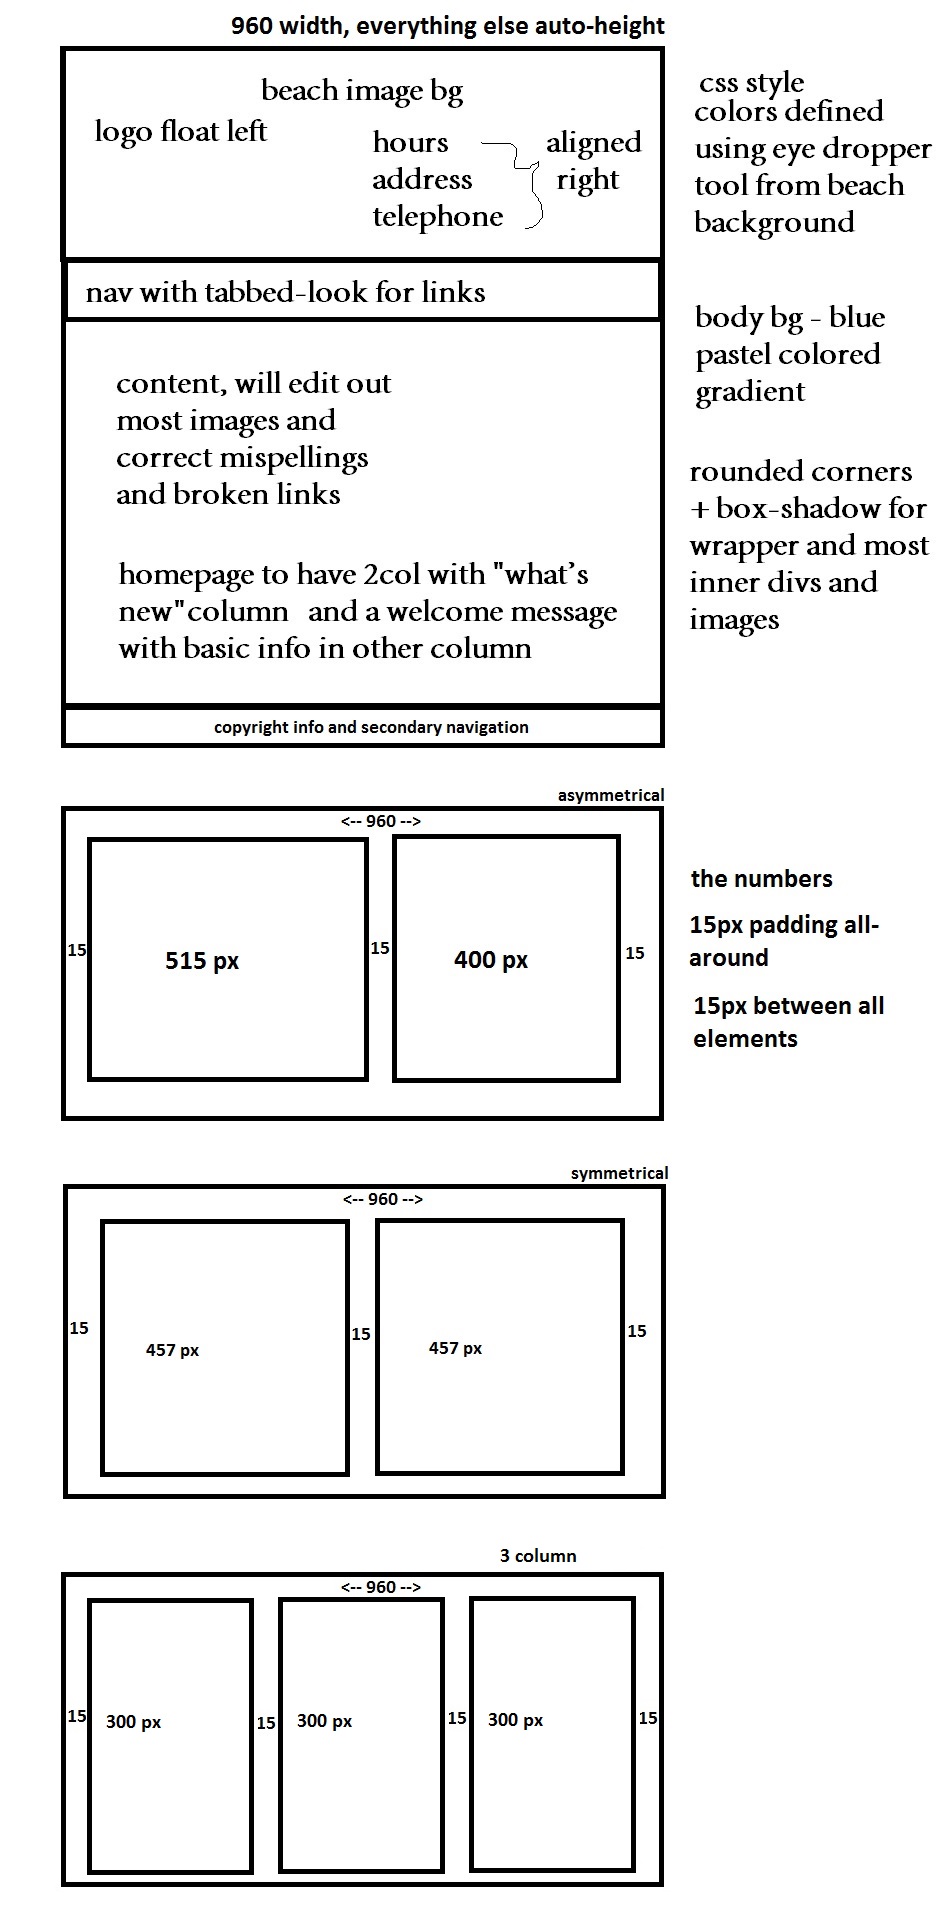 960 width, everything else auto-height
beach image bg
logo float left
hours
address
telephone
aligned
right
css style
colors defined
using eye dropper
tool from beach
background
nav with tabbed-look for links
body bg - blue
pastel colored
gradient
content, will edit out
most images and
correct mispellings
and broken links
rounded corners
+ box-shadow for
wrapper and most
inner divs and
images
homepage to have 2col with "what's
new" column and a welcome message
with basic info in other column
copyright info and secondary navigation
asymmetrical
<-- 960 -->
15
515 px
15
400 px
15
the numbers
15px padding all-
around
15px between all
elements
symmetrical
<-- 960 -->
15
457 px
15
457 px
15
3 column
<-- 960 -->
15
300 px
15
300 px
15
300 px
15